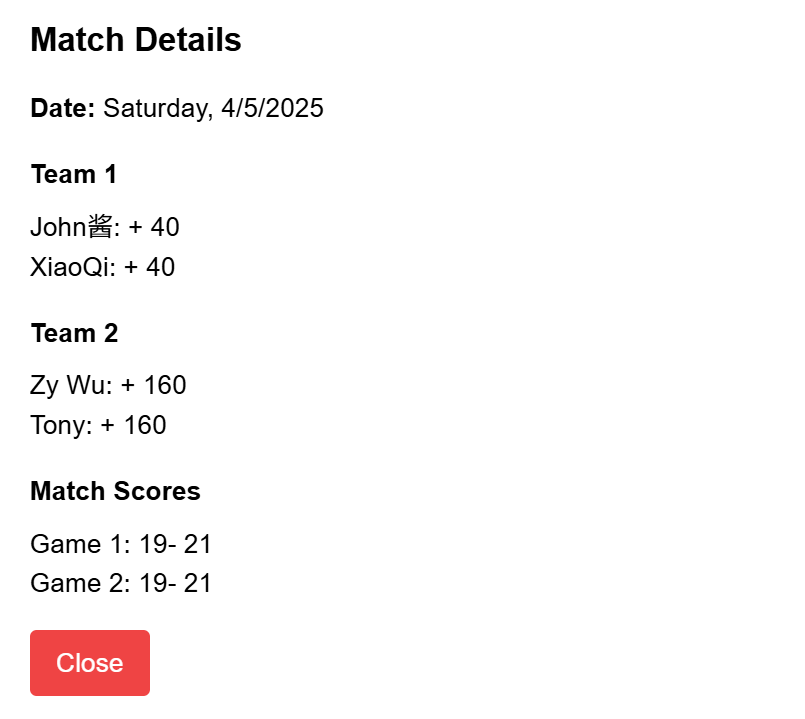 Match Details
Date: Saturday, 4/5/2025
Team 1
John酱: + 40
XiaoQi: + 40
Team 2
Zy Wu: + 160
Tony: + 160
Match Scores
Game 1: 19- 21
Game 2: 19- 21
Close